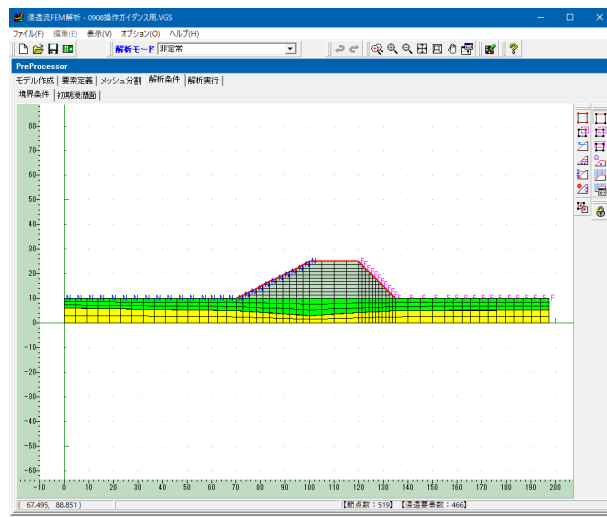 浸透流FEM解析 - 0908操作ガイダンス用.VGS
ファイル(F) 編集(E) 表示(V) オプション(O) ヘルプ(H)
解析モード 非定常
PreProcessor
モデル作成 要素定義 メッシュ分割 解析条件 解析実行
境界条件 初期浸潤面
80
70
60
50
40
30
20
10
0
-10
-20
-30
-40
-50
-60
-10 0 10 20 30 40 50 60 70 80 90 100 110 120 130 140 150 160 170 180 190 200
( 67.495, 88.851) 【節点数:519】 【浸透要素数:466】